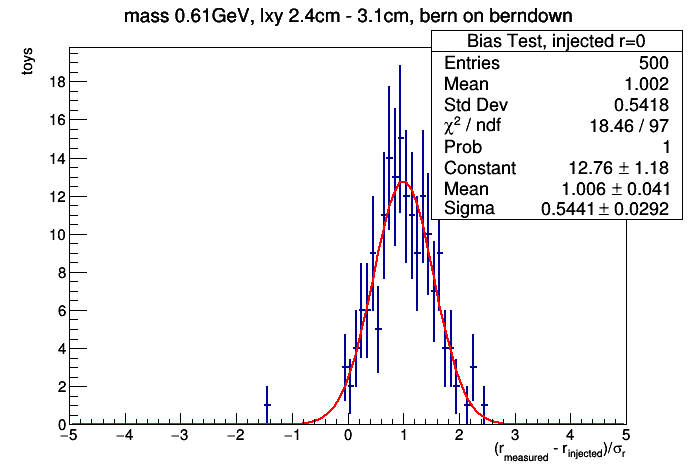 mass 0.61GeV, lxy 2.4cm - 3.1cm, bern on berndown
toys
Bias Test, injected r=0
Entries 500
Mean 1.002
Std Dev 0.5418
χ² / ndf 18.46 / 97
Prob 1
Constant 12.76 ± 1.18
Mean 1.006 ± 0.041
Sigma 0.5441 ± 0.0292
18
16
14
12
10
8
6
4
2
0
−5 −4 −3 −2 −1 0 1 2 3 4 5
(r_measured - r_injected)/σ_r